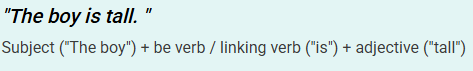 "The boy is tall. "
Subject ("The boy") + be verb / linking verb ("is") + adjective ("tall")